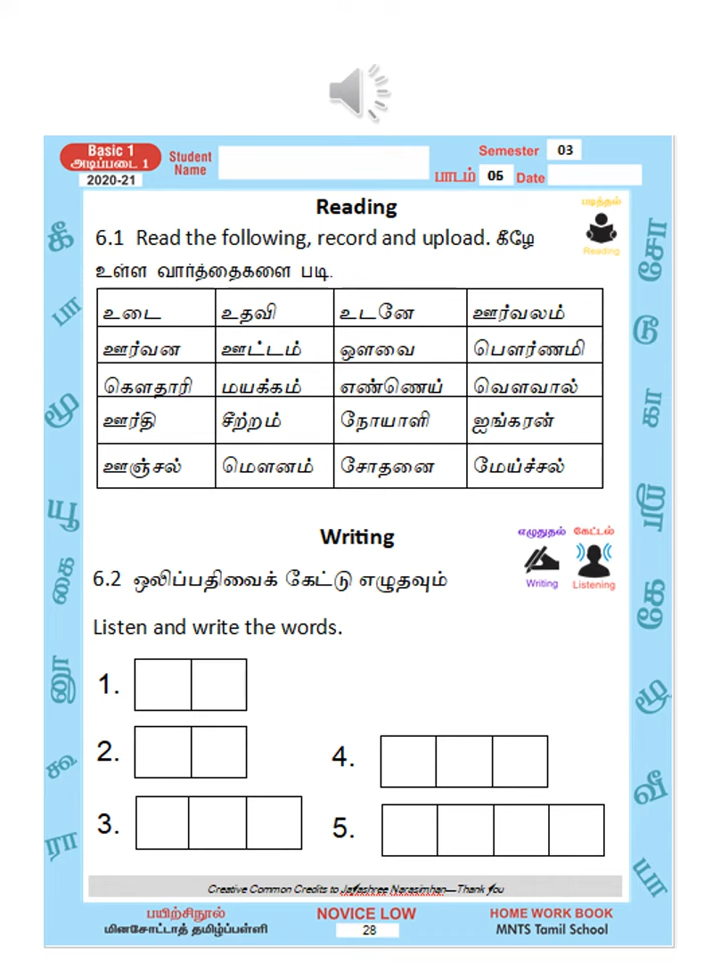 Basic 1
அடிப்படை 1
2020-21
Student Name
Semester 03
பாடம் 06 Date
Reading
படித்தல்
Reading
6.1 Read the following, record and upload. கீழே
உள்ள வார்த்தைகளை படி.
உடை உதவி உடனே ஊர்வலம்
ஊர்வன ஊட்டம் ஔவை பௌர்ணமி
கௌதாரி மயக்கம் எண்ணெய் வௌவால்
ஊர்தி சீற்றம் நோயாளி ஐங்கரன்
ஊஞ்சல் மௌனம் சோதனை மேய்ச்சல்
Writing
எழுதுதல் கேட்டல்
Writing Listening
6.2 ஒலிப்பதிவைக் கேட்டு எழுதவும்
Listen and write the words.
1.
2. 4.
3. 5.
Creative Common Credits to Jayashree Narasimhan—Thank you
பயிற்சிநூல் NOVICE LOW HOME WORK BOOK
மினசோட்டாத் தமிழ்ப்பள்ளி 28 MNTS Tamil School
கீ
பா
மூ
யூ
கை
னூ
கூ
ரா
சோ
டூ
கா
றூ
கே
மூ
வீ
யா